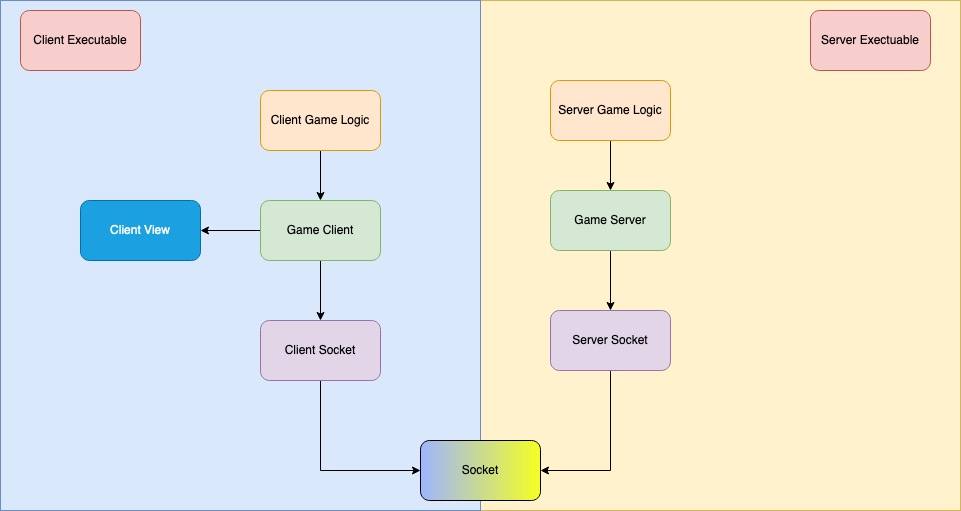 Client Executable
Server Exectuable
Client Game Logic
Server Game Logic
Client View
Game Client
Game Server
Client Socket
Server Socket
Socket